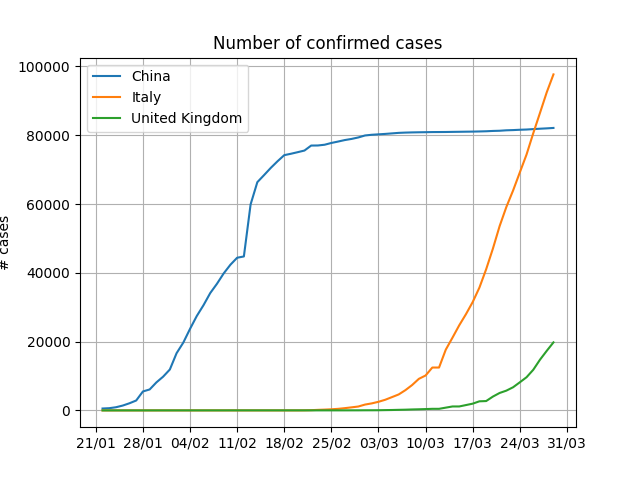 Number of confirmed cases
China
Italy
United Kingdom
# cases
100000
80000
60000
40000
20000
0
21/01 28/01 04/02 11/02 18/02 25/02 03/03 10/03 17/03 24/03 31/03